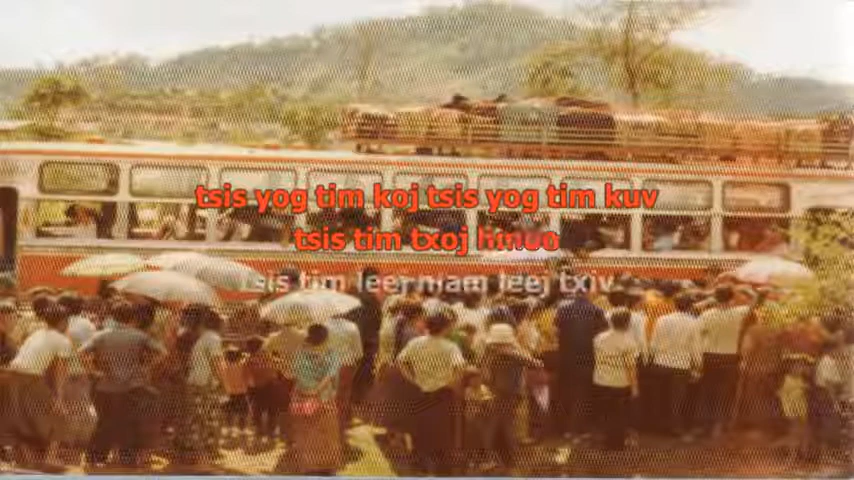 tsis yog tim koj tsis yog tim kuv
tsis tim txoj hmoo
tsis tim leej niam leej txiv